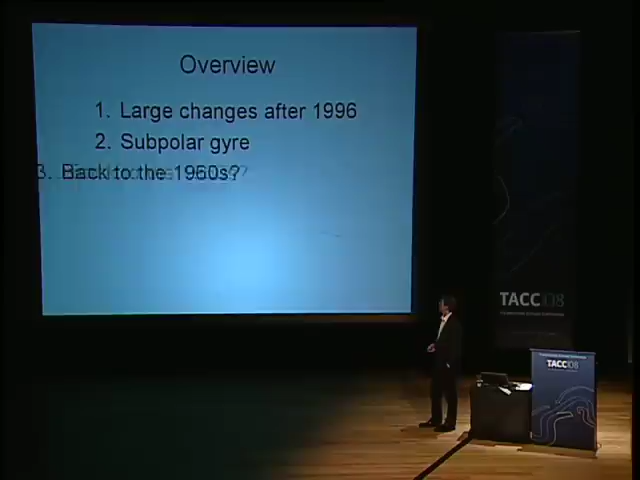 Overview
1. Large changes after 1996
2. Subpolar gyre
3. Back to the 1960s?
TACC08
TACC08